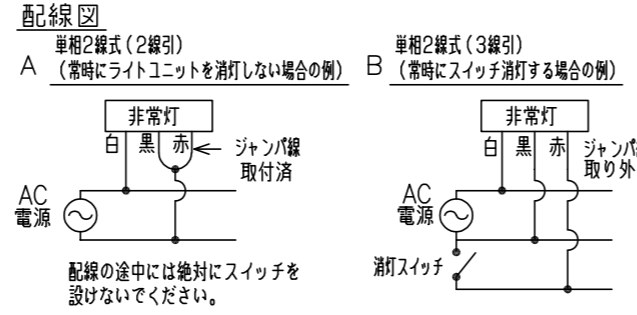 配線図
A 単相2線式(2線引)
(常時にライトユニットを消灯しない場合の例)
非常灯
白 黒 赤
ジャンパ線
取付済
AC
電源
配線の途中には絶対にスイッチを
設けないでください。
B 単相2線式(3線引)
(常時にスイッチ消灯する場合の例)
非常灯
白 黒 赤
ジャンパ
取り外
AC
電源
消灯スイッチ